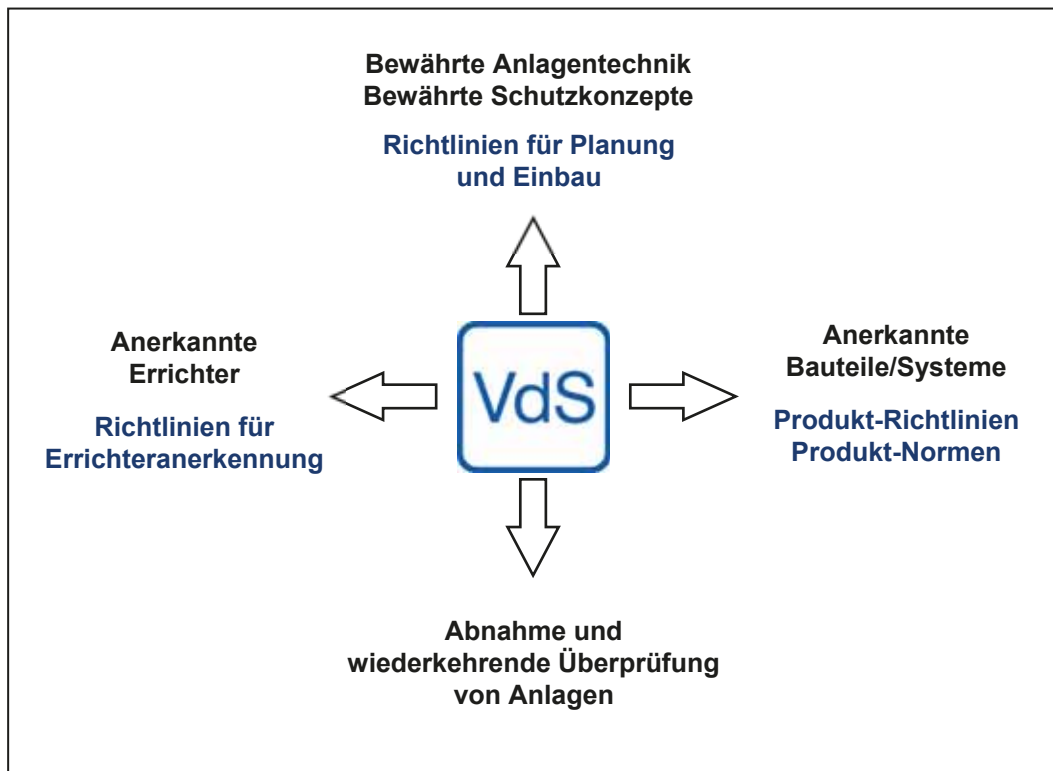 Bewährte Anlagentechnik
Bewährte Schutzkonzepte
Richtlinien für Planung
und Einbau
Anerkannte
Errichter
Richtlinien für
Errichteranerkennung
VdS
Anerkannte
Bauteile/Systeme
Produkt-Richtlinien
Produkt-Normen
Abnahme und
wiederkehrende Überprüfung
von Anlagen